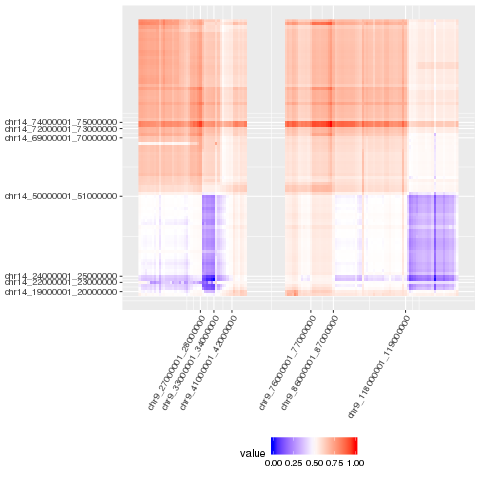 chr14_74000001_75000000
chr14_72000001_73000000
chr14_69000001_70000000
chr14_50000001_51000000
chr14_24000001_25000000
chr14_22000001_23000000
chr14_19000001_20000000
chr9_27000001_28000000
chr9_33000001_34000000
chr9_41000001_42000000
chr9_76000001_77000000
chr9_86000001_87000000
chr9_118000001_119000000
value
0.00 0.25 0.50 0.75 1.00